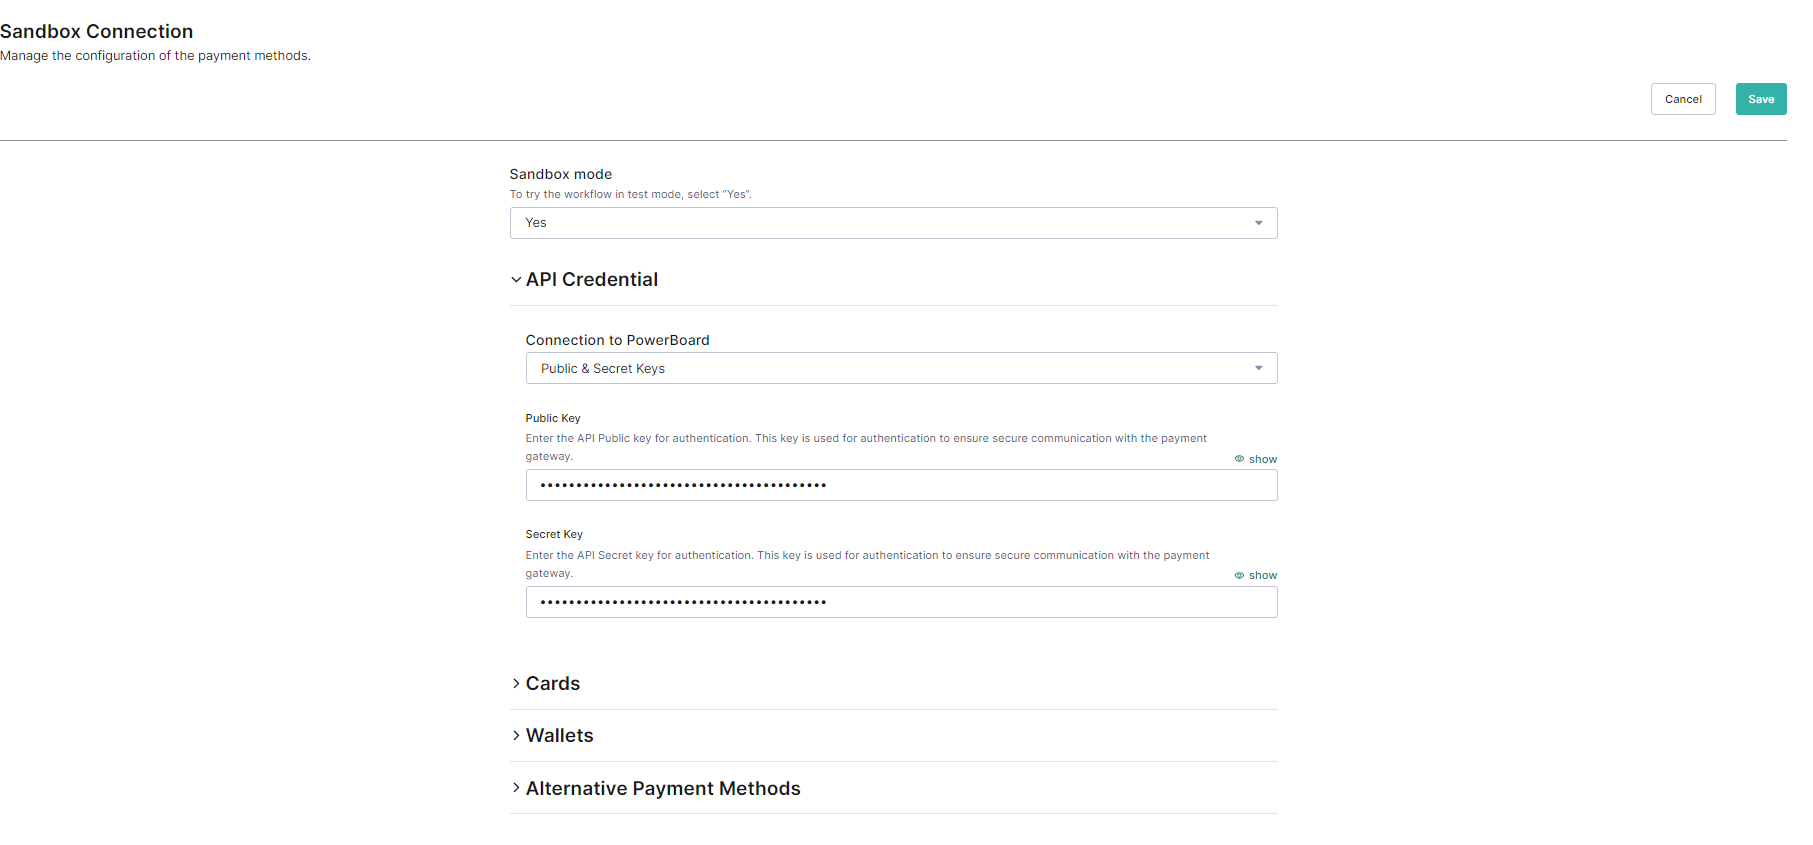 Sandbox Connection
Manage the configuration of the payment methods.
Cancel
Save
Sandbox mode
To try the workflow in test mode, select "Yes".
Yes
API Credential
Connection to PowerBoard
Public & Secret Keys
Public Key
Enter the API Public key for authentication. This key is used for authentication to ensure secure communication with the payment
gateway.
show
••••••••••••••••••••••••••••••••••••••••
Secret Key
Enter the API Secret key for authentication. This key is used for authentication to ensure secure communication with the payment
gateway.
show
••••••••••••••••••••••••••••••••••••••••
Cards
Wallets
Alternative Payment Methods